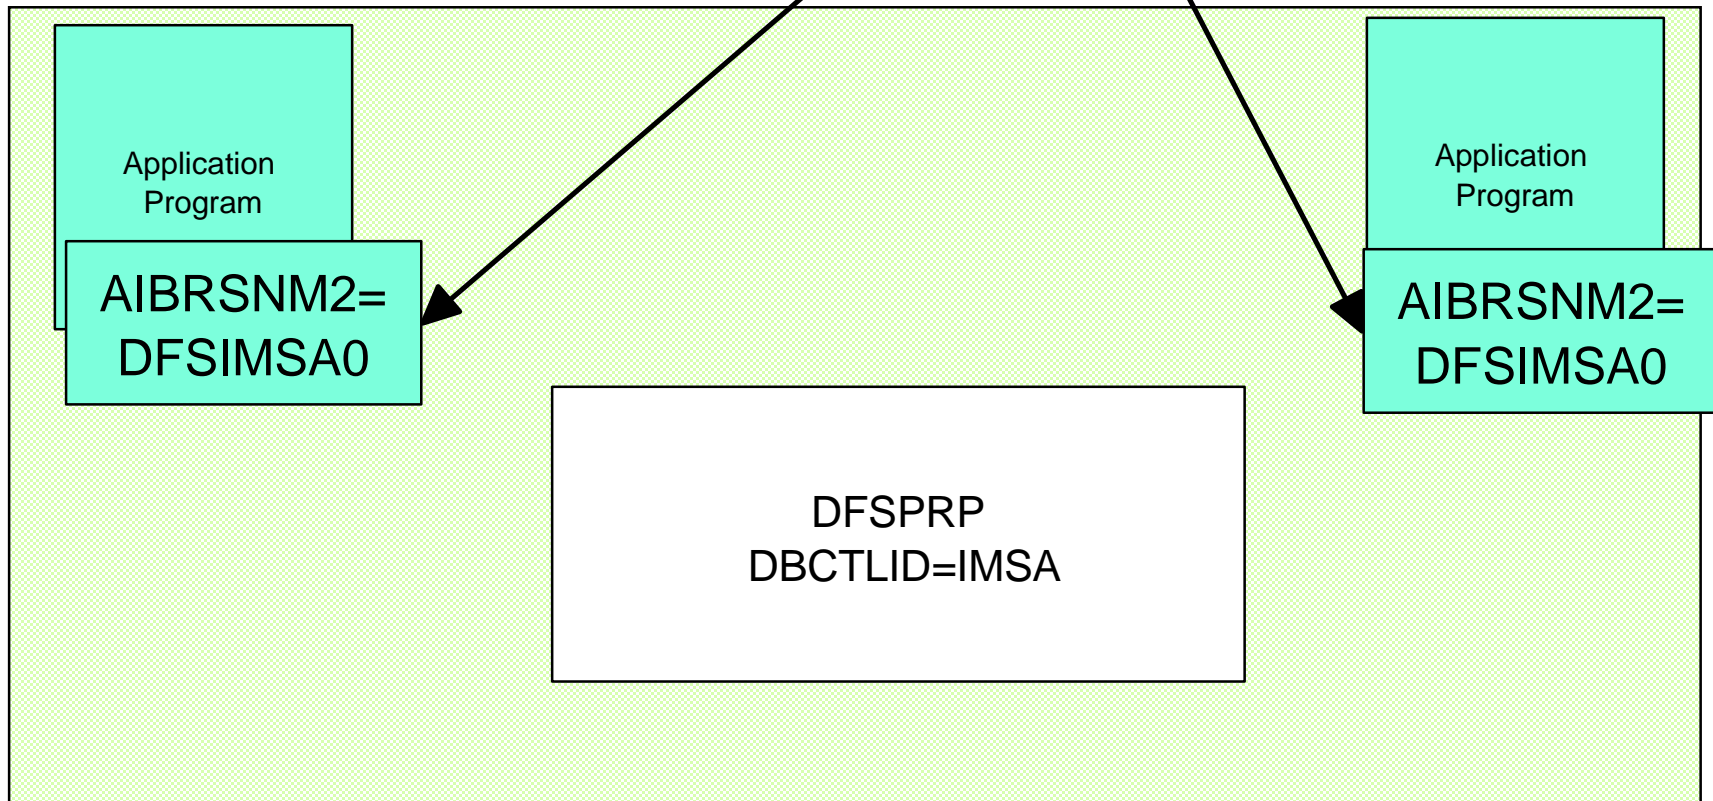 Application
Program
AIBRSNM2=
DFSIMSA0
Application
Program
AIBRSNM2=
DFSIMSA0
DFSPRP
DBCTLID=IMSA